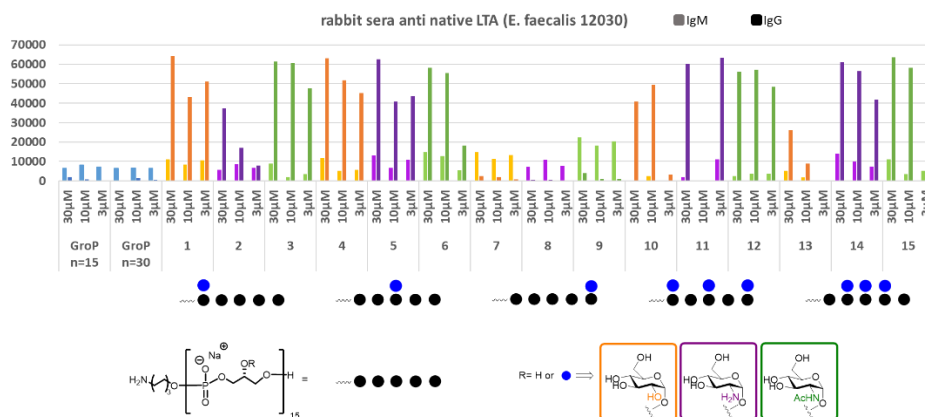 rabbit sera anti native LTA (E. faecalis 12030) IgM IgG
70000
60000
50000
40000
30000
20000
10000
0
30µM 10µM 3µM 30µM 10µM 3µM 30µM 10µM 3µM 30µM 10µM 3µM 30µM 10µM 3µM 30µM 10µM 3µM 30µM 10µM 3µM 30µM 10µM 3µM 30µM 10µM 3µM 30µM 10µM 3µM 30µM 10µM 3µM 30µM 10µM 3µM 30µM 10µM 3µM 30µM 10µM 3µM 30µM 10µM 3µM 30µM 10µM 3µM 30µM 10µM 3µM
GroP GroP 1 2 3 4 5 6 7 8 9 10 11 12 13 14 15
n=15 n=30
Na ⊕
⊖O O OR
H2N ( )3 O P O O H =
O
15
R= H or ⇨
OH
HO
HO O
HO
O
OH
HO
HO O
H2N
O
OH
HO
HO O
AcHN
O